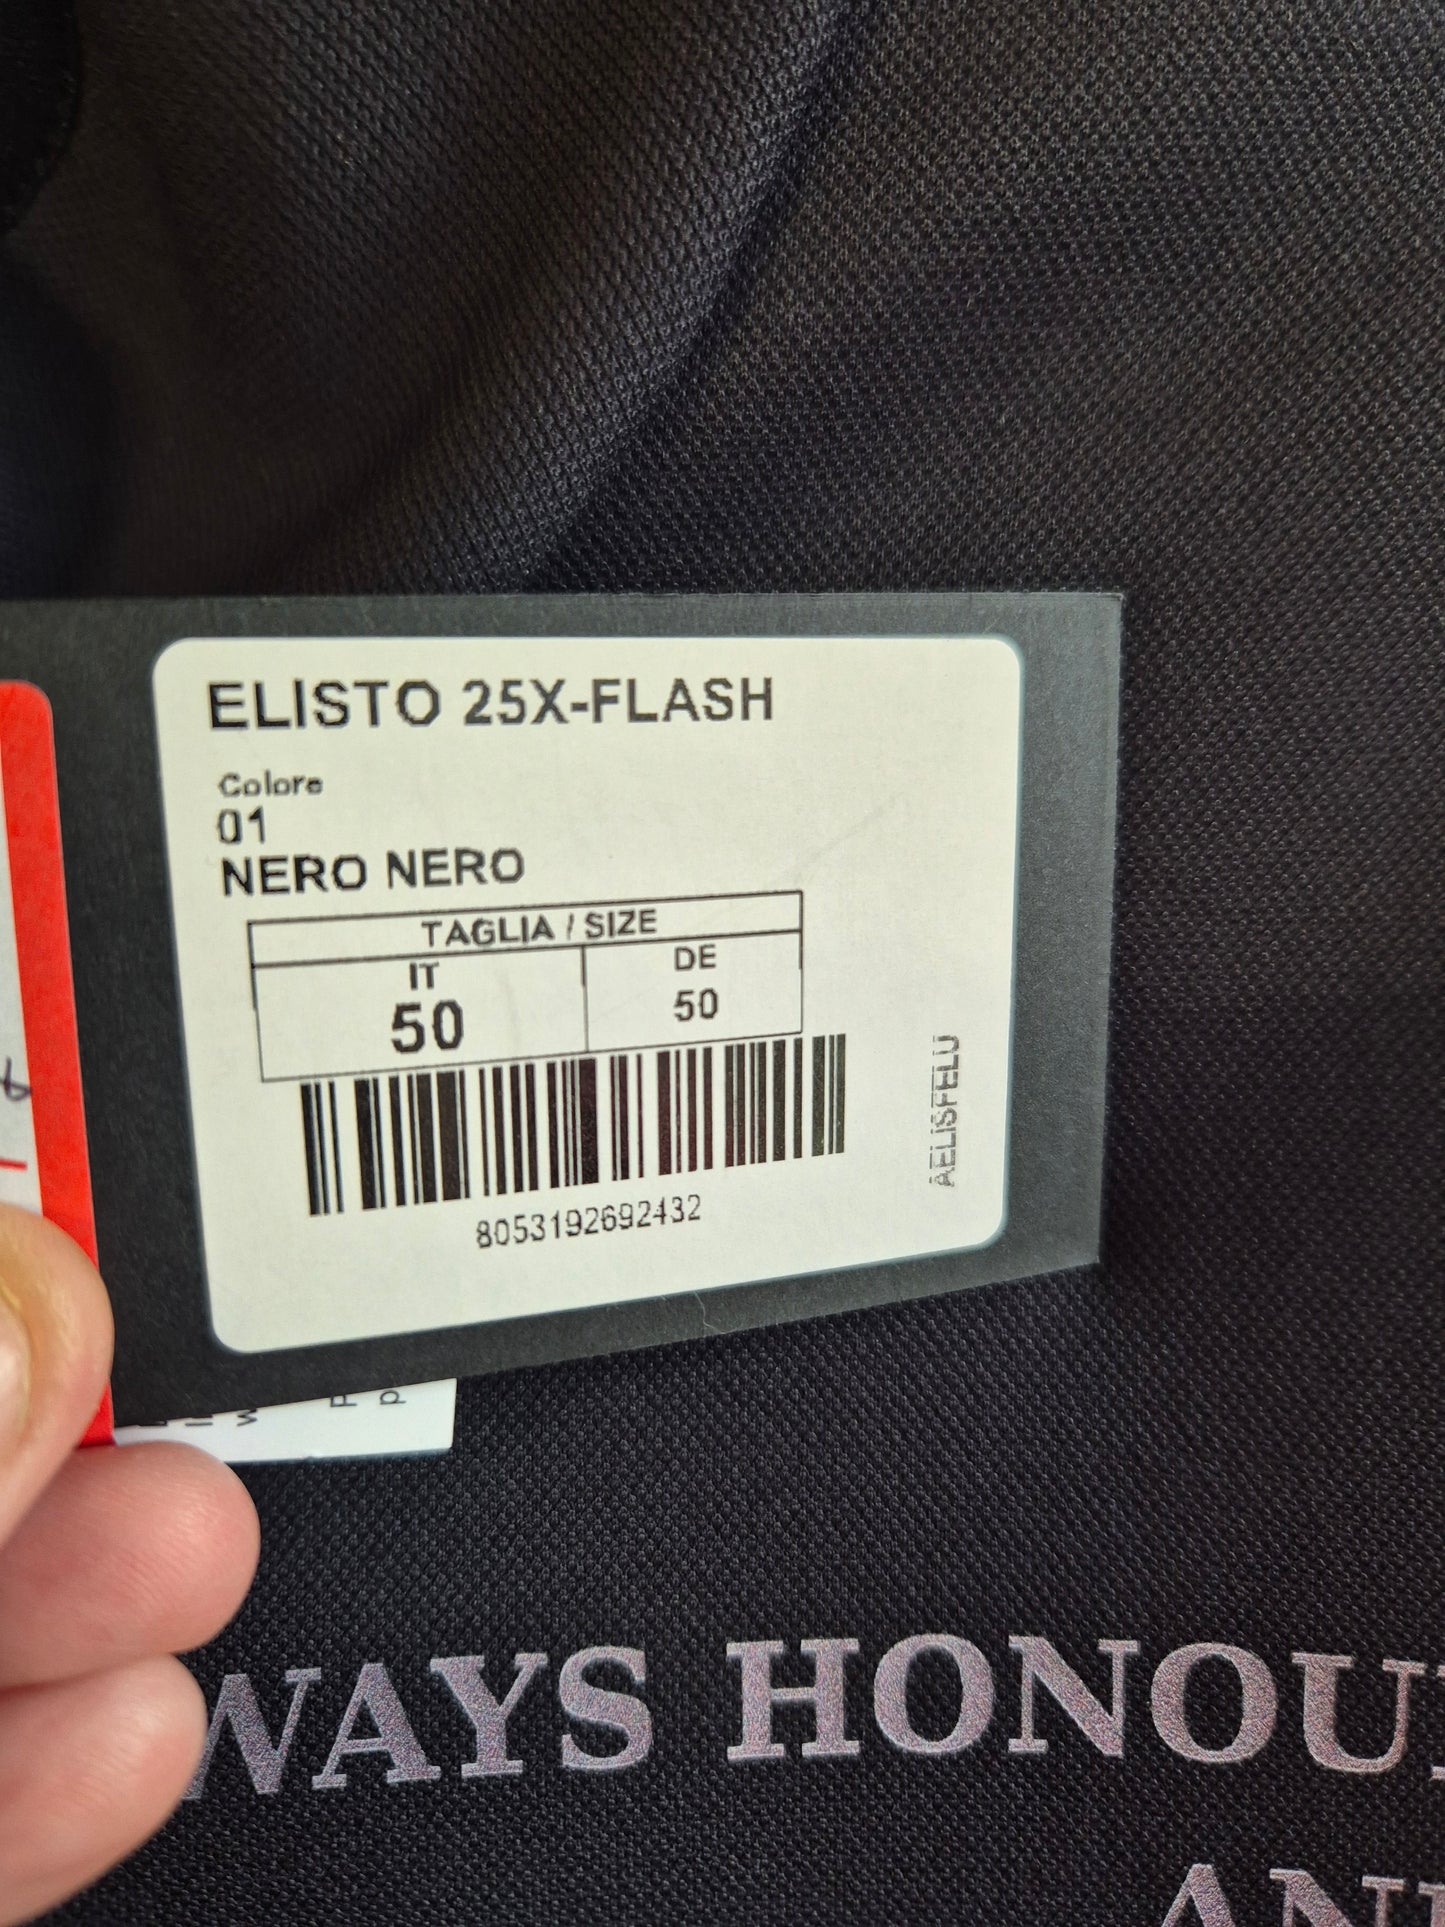 ELISTO 25X-FLASH
Colore
01
NERO NERO
TAGLIA / SIZE
IT DE
50 50
8053192692432
AELISFELU
WAYS HONOU
AN